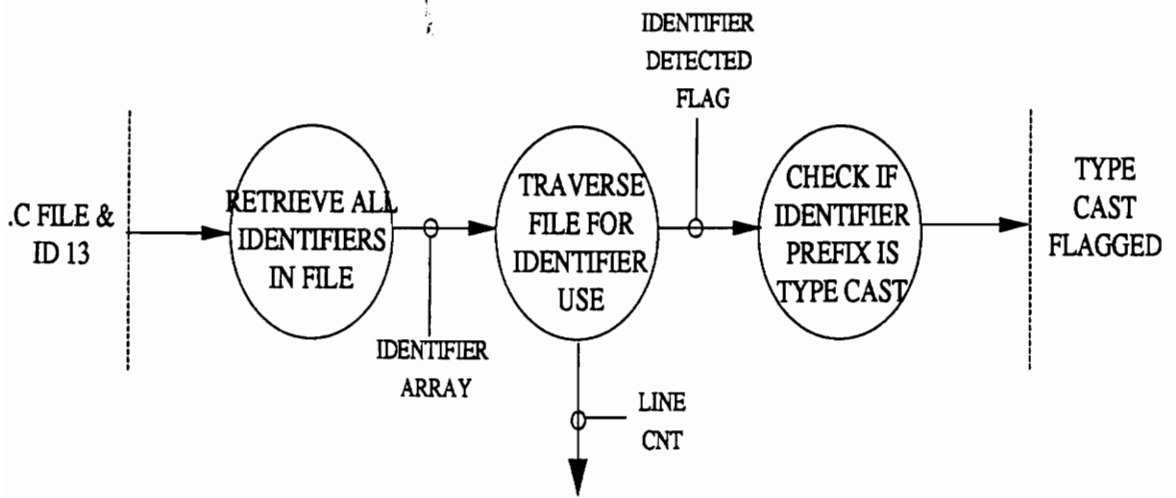 .C FILE &
ID 13
RETRIEVE ALL
IDENTIFIERS
IN FILE
IDENTIFIER
ARRAY
TRAVERSE
FILE FOR
IDENTIFIER
USE
LINE
CNT
IDENTIFIER
DETECTED
FLAG
CHECK IF
IDENTIFIER
PREFIX IS
TYPE CAST
TYPE
CAST
FLAGGED